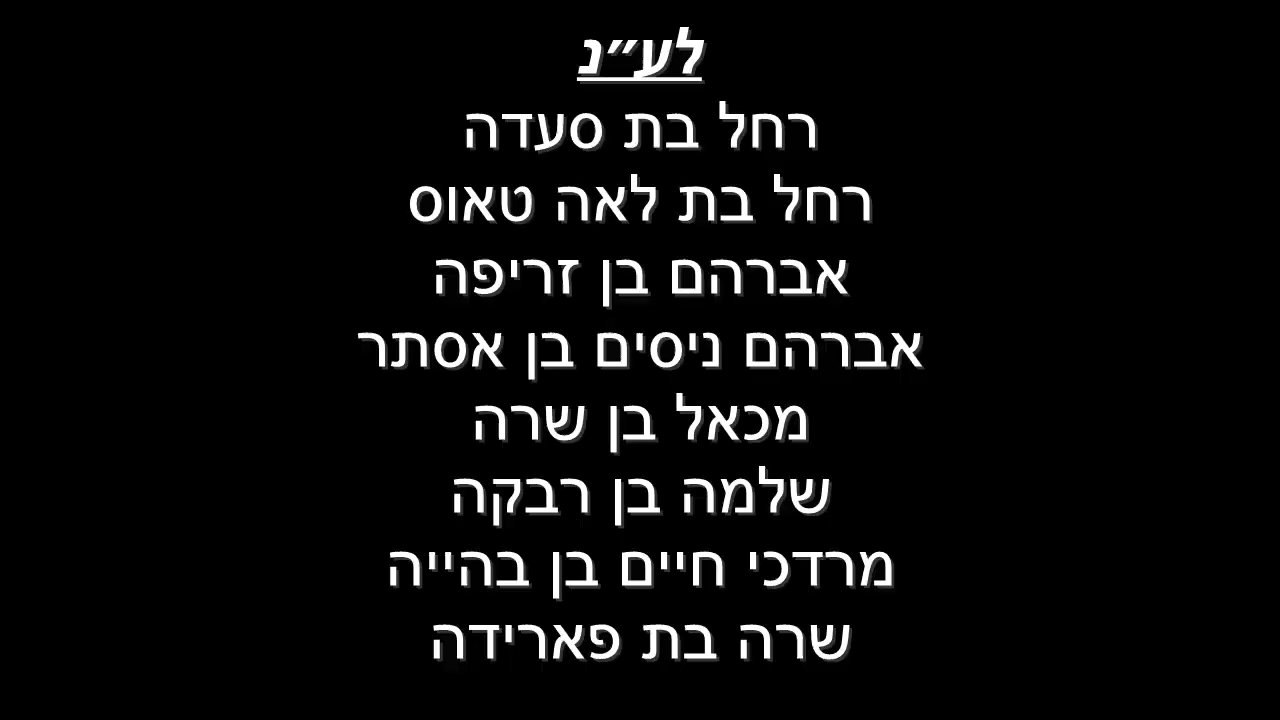 לע״נ
רחל בת סעדה
רחל בת לאה טאוס
אברהם בן זריפה
אברהם ניסים בן אסתר
מכאל בן שרה
שלמה בן רבקה
מרדכי חיים בן בהייה
שרה בת פארידה